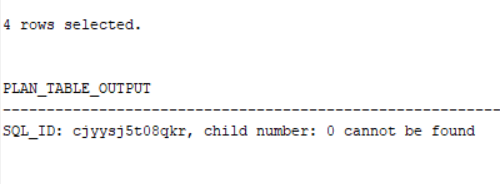 4 rows selected.
PLAN_TABLE_OUTPUT
--------------------------------------------------------------
SQL_ID: cjyysj5t08qkr, child number: 0 cannot be found